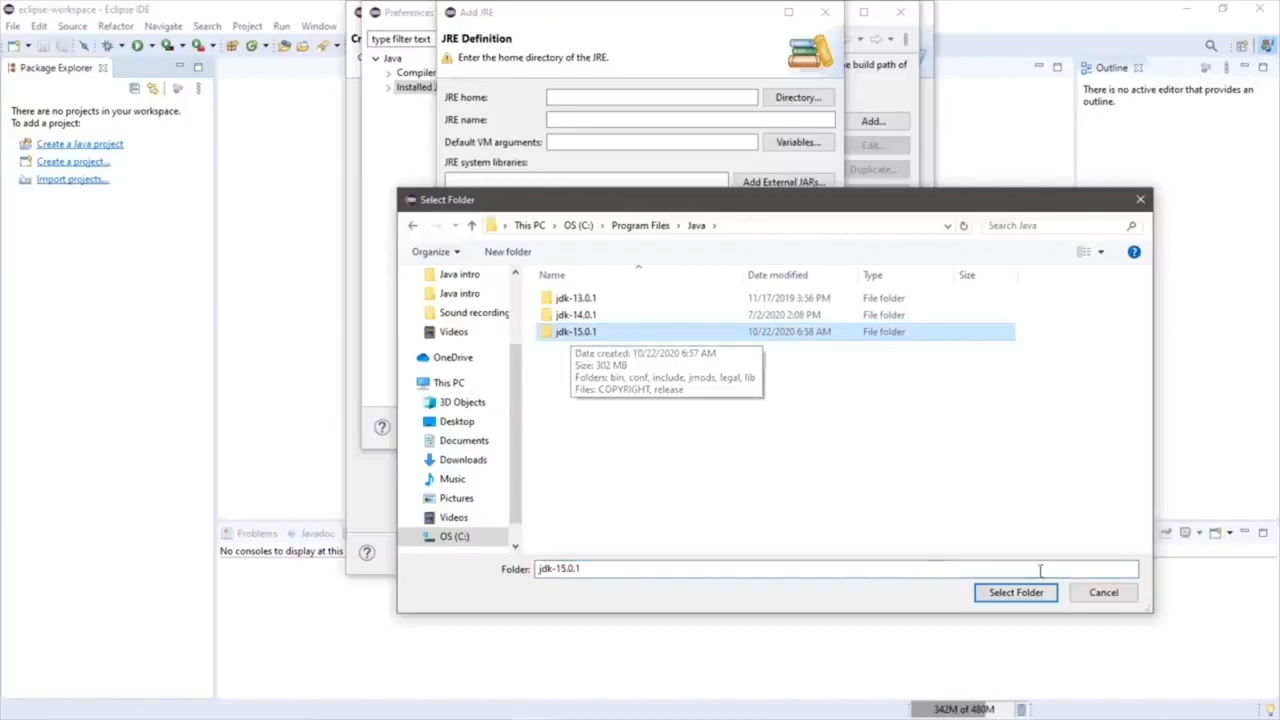 eclipse-workspace - Eclipse IDE
File Edit Source Refactor Navigate Search Project Run Window
Package Explorer
There are no projects in your workspace.
To add a project:
Create a Java project
Create a project...
Import projects...
Preferences
type filter text
Java
Compiler
Installed J
Add JRE
JRE Definition
Enter the home directory of the JRE.
JRE home: Directory...
JRE name:
Default VM arguments: Variables...
JRE system libraries:
Add External JARs...
he build path of
Add...
Edit...
Duplicate...
Outline
There is no active editor that provides an
outline.
Select Folder
This PC > OS (C:) > Program Files > Java >
Search Java
Organize New folder
Java intro
Java intro
Sound recording
Videos
OneDrive
This PC
3D Objects
Desktop
Documents
Downloads
Music
Pictures
Videos
OS (C:)
Name Date modified Type Size
jdk-13.0.1 11/17/2019 3:56 PM File folder
jdk-14.0.1 7/2/2020 2:08 PM File folder
jdk-15.0.1 10/22/2020 6:58 AM File folder
Date created: 10/22/2020 6:57 AM
Size: 302 MB
Folders: bin, conf, include, jmods, legal, lib
Files: COPYRIGHT, release
Folder: jdk-15.0.1
Select Folder Cancel
Problems Javadoc
No consoles to display at this
342M of 480M